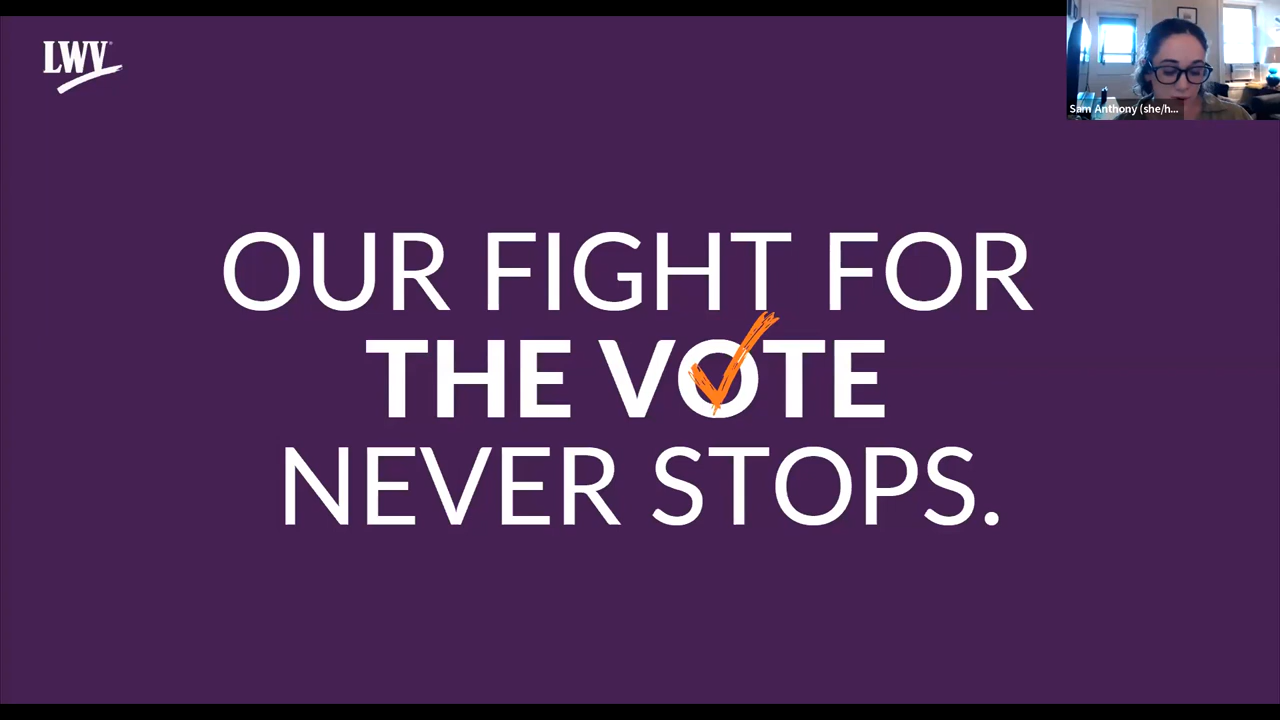 LWV
Sam Anthony (she/h...
OUR FIGHT FOR
THE VOTE
NEVER STOPS.